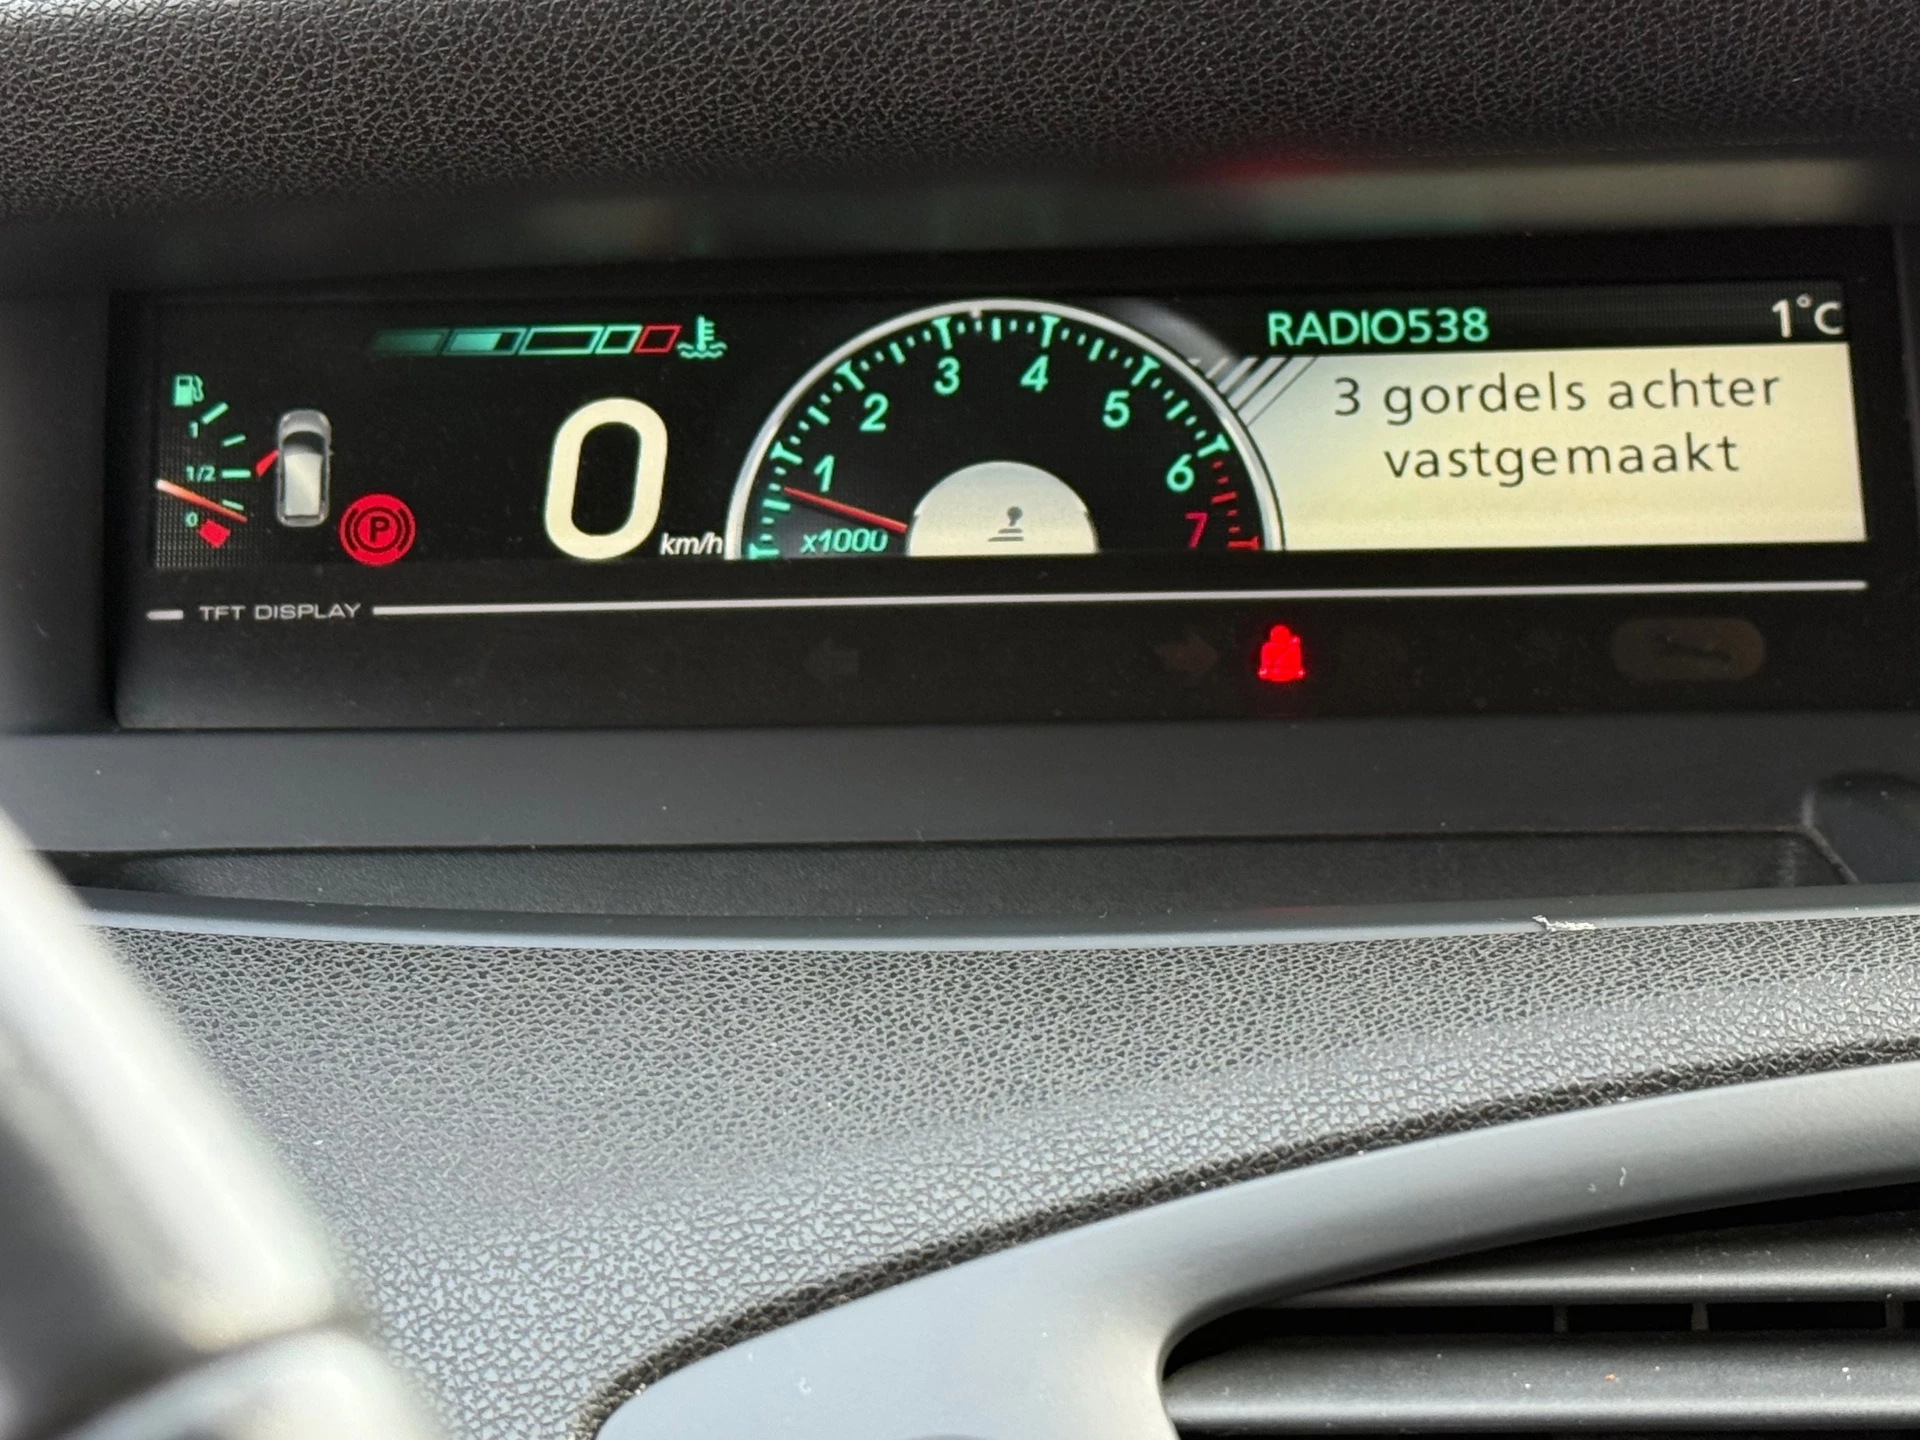 RADIO538 1°C
3 gordels achter
vastgemaakt
1
1/2
0
P
0 km/h
1 2 3 4 5 6 7
x1000
TFT DISPLAY